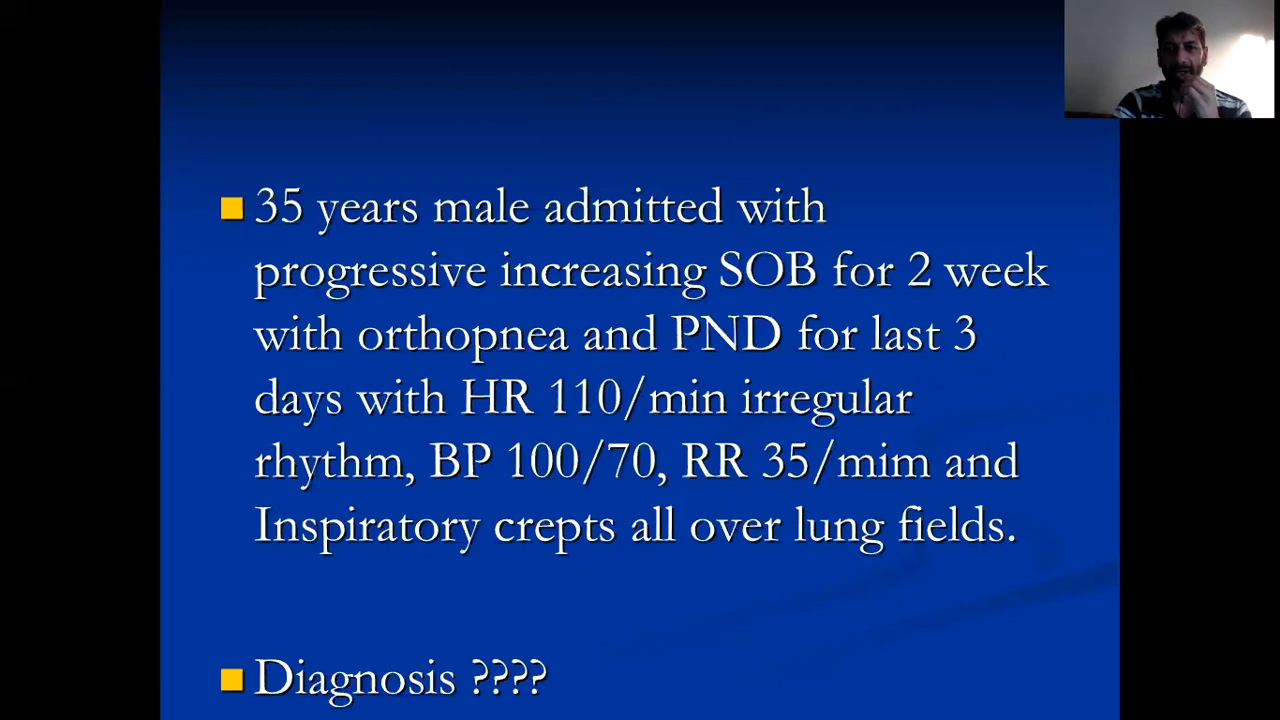 35 years male admitted with
progressive increasing SOB for 2 week
with orthopnea and PND for last 3
days with HR 110/min irregular
rhythm, BP 100/70, RR 35/mim and
Inspiratory crepts all over lung fields.
Diagnosis ????